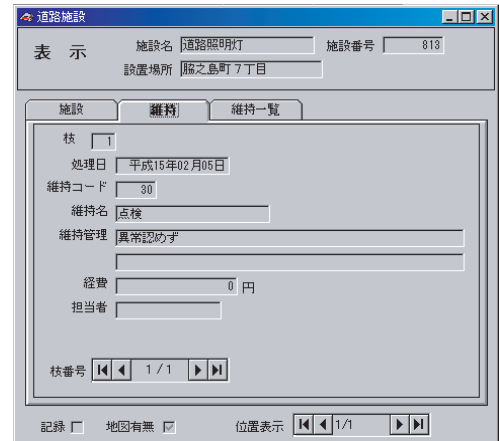 道路施設
表 示
施設名 道路照明灯 施設番号 813
設置場所 脇之島町7丁目
施設 維持 維持一覧
枝 1
処理日 平成15年02月05日
維持コード 30
維持名 点検
維持管理 異常認めず
経費 0 円
担当者
枝番号 1/1
記録 地図有無 位置表示 1/1